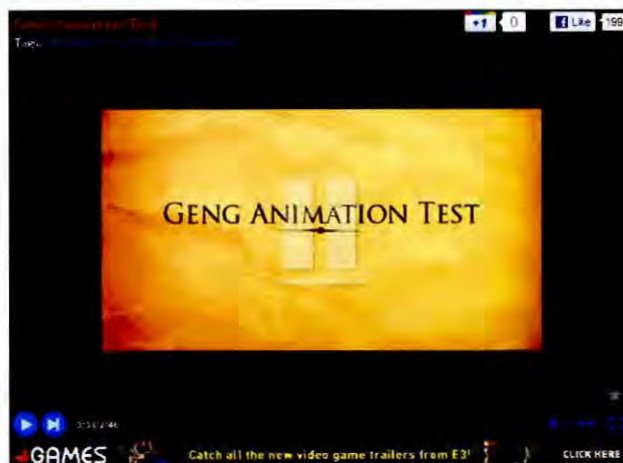 +1 0 Like 199
Tags:
GENG ANIMATION TEST
GAMES Catch all the new video game trailers from E3! CLICK HERE